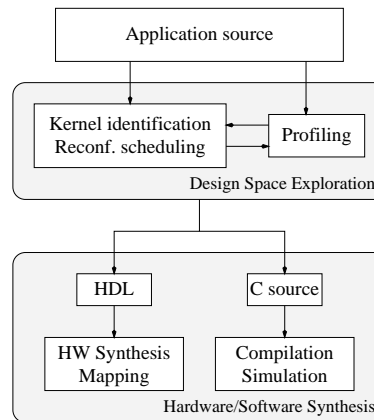 Application source
Kernel identification
Reconf. scheduling
Profiling
Design Space Exploration
HDL
C source
HW Synthesis
Mapping
Compilation
Simulation
Hardware/Software Synthesis